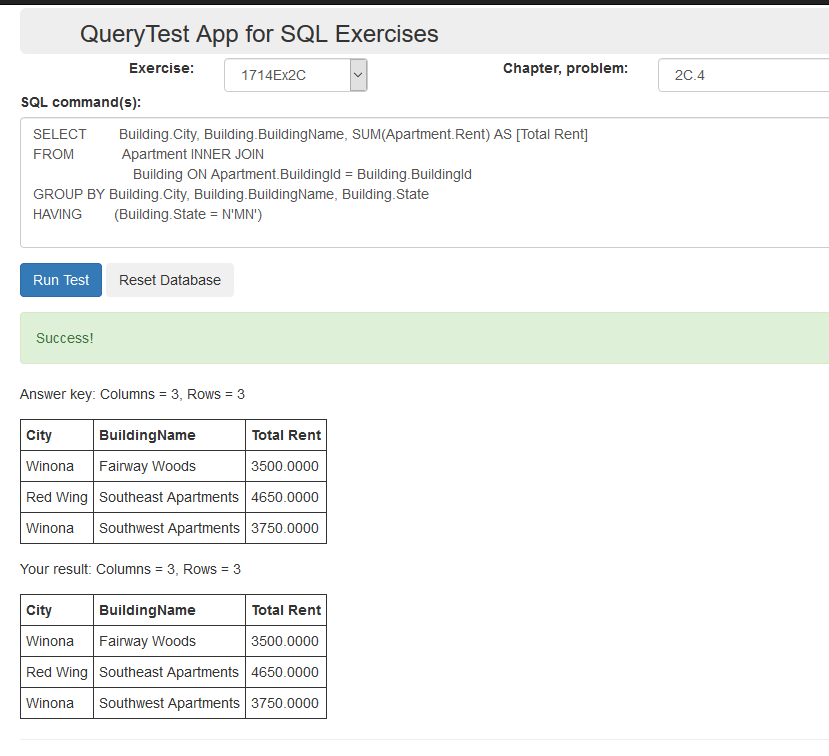 QueryTest App for SQL Exercises
Exercise: 1714Ex2C Chapter, problem: 2C.4
SQL command(s):
SELECT Building.City, Building.BuildingName, SUM(Apartment.Rent) AS [Total Rent]
FROM Apartment INNER JOIN
Building ON Apartment.BuildingId = Building.BuildingId
GROUP BY Building.City, Building.BuildingName, Building.State
HAVING (Building.State = N'MN')
Run Test Reset Database
Success!
Answer key: Columns = 3, Rows = 3
City BuildingName Total Rent
Winona Fairway Woods 3500.0000
Red Wing Southeast Apartments 4650.0000
Winona Southwest Apartments 3750.0000
Your result: Columns = 3, Rows = 3
City BuildingName Total Rent
Winona Fairway Woods 3500.0000
Red Wing Southeast Apartments 4650.0000
Winona Southwest Apartments 3750.0000